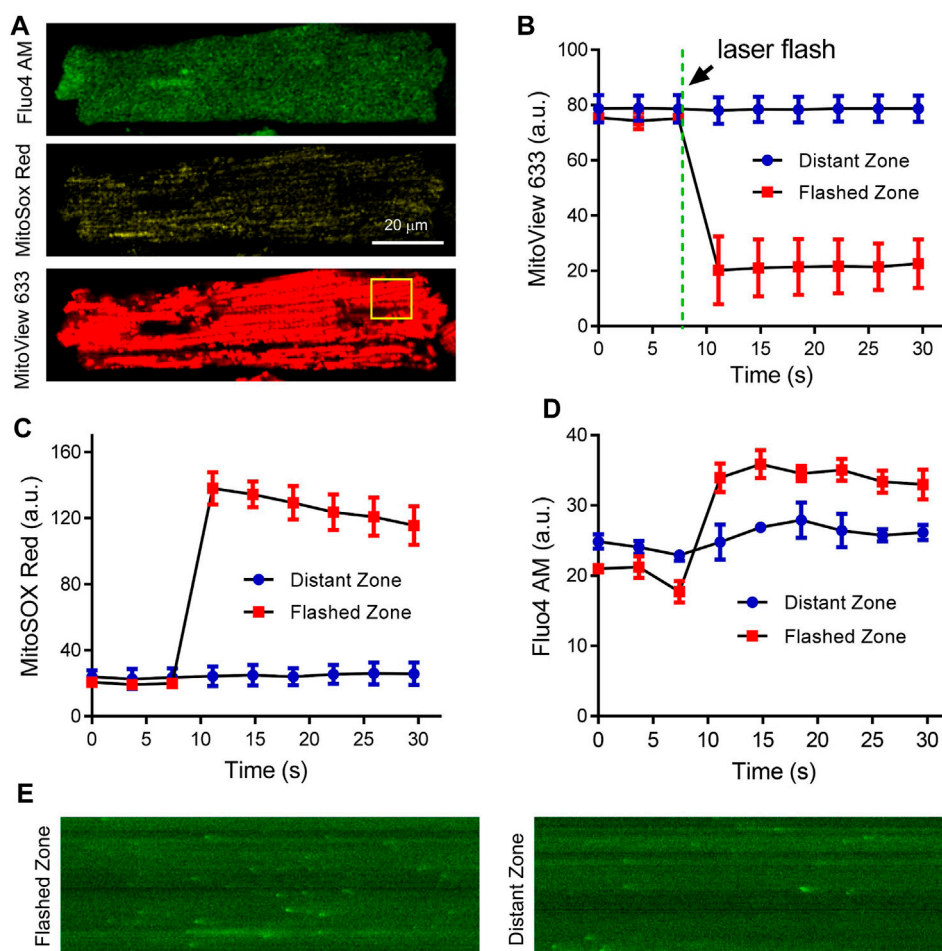 A
Fluo4 AM
MitoSox Red
20 μm
MitoView 633
B
laser flash
MitoView 633 (a.u.)
100
80
60
40
20
0
Distant Zone
Flashed Zone
0 5 10 15 20 25 30
Time (s)
C
MitoSOX Red (a.u.)
160
120
80
40
0
Distant Zone
Flashed Zone
0 5 10 15 20 25 30
Time (s)
D
Fluo4 AM (a.u.)
40
30
20
10
0
Distant Zone
Flashed Zone
0 5 10 15 20 25 30
Time (s)
E
Flashed Zone
Distant Zone